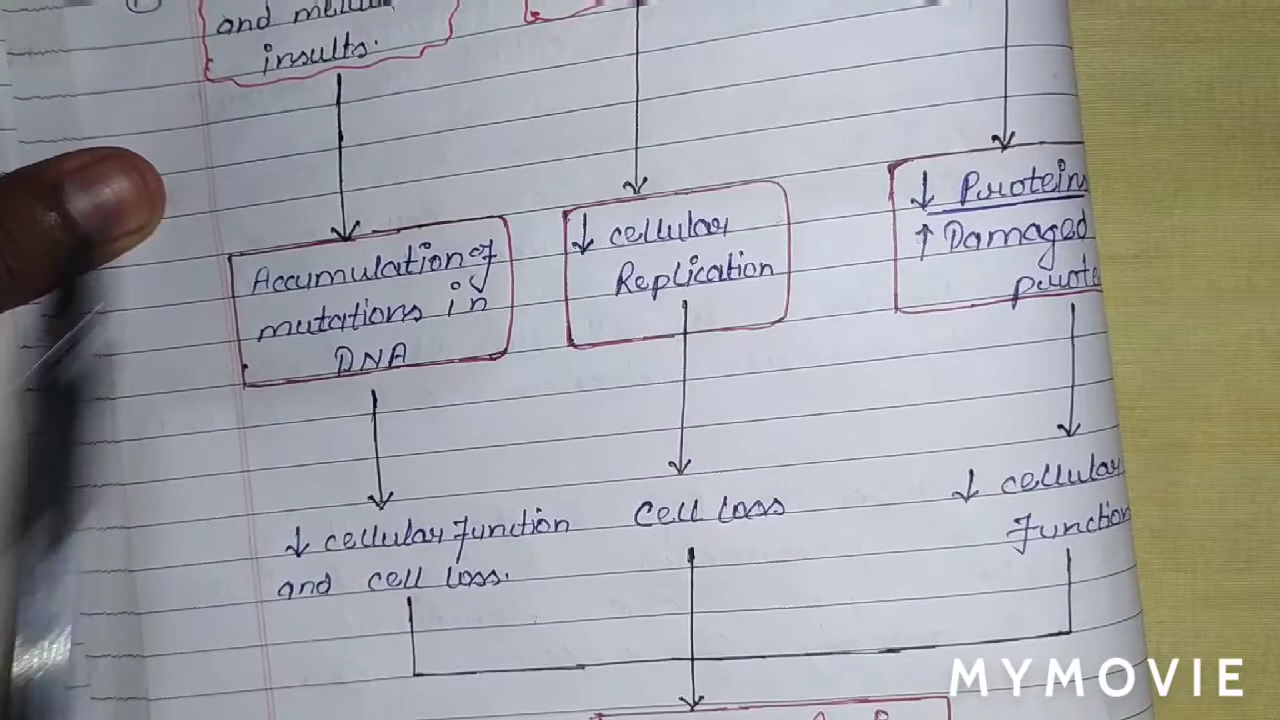 and
insults.
Accumulation of
mutations in
DNA
↓ cellular
Replication
↓ Protein
↑ Damaged
↓ cellular function
and cell loss.
Cell loss
↓ cellular
function
MYMOVIE